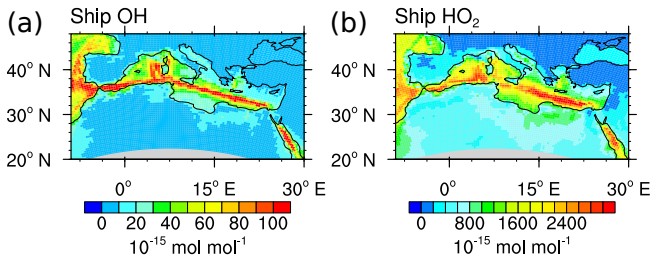 (a) Ship OH
40° N
30° N
20° N
0° 15° E 30° E
0 20 40 60 80 100
10⁻¹⁵ mol mol⁻¹
(b) Ship HO₂
40° N
30° N
20° N
0° 15° E 30° E
0 800 1600 2400
10⁻¹⁵ mol mol⁻¹